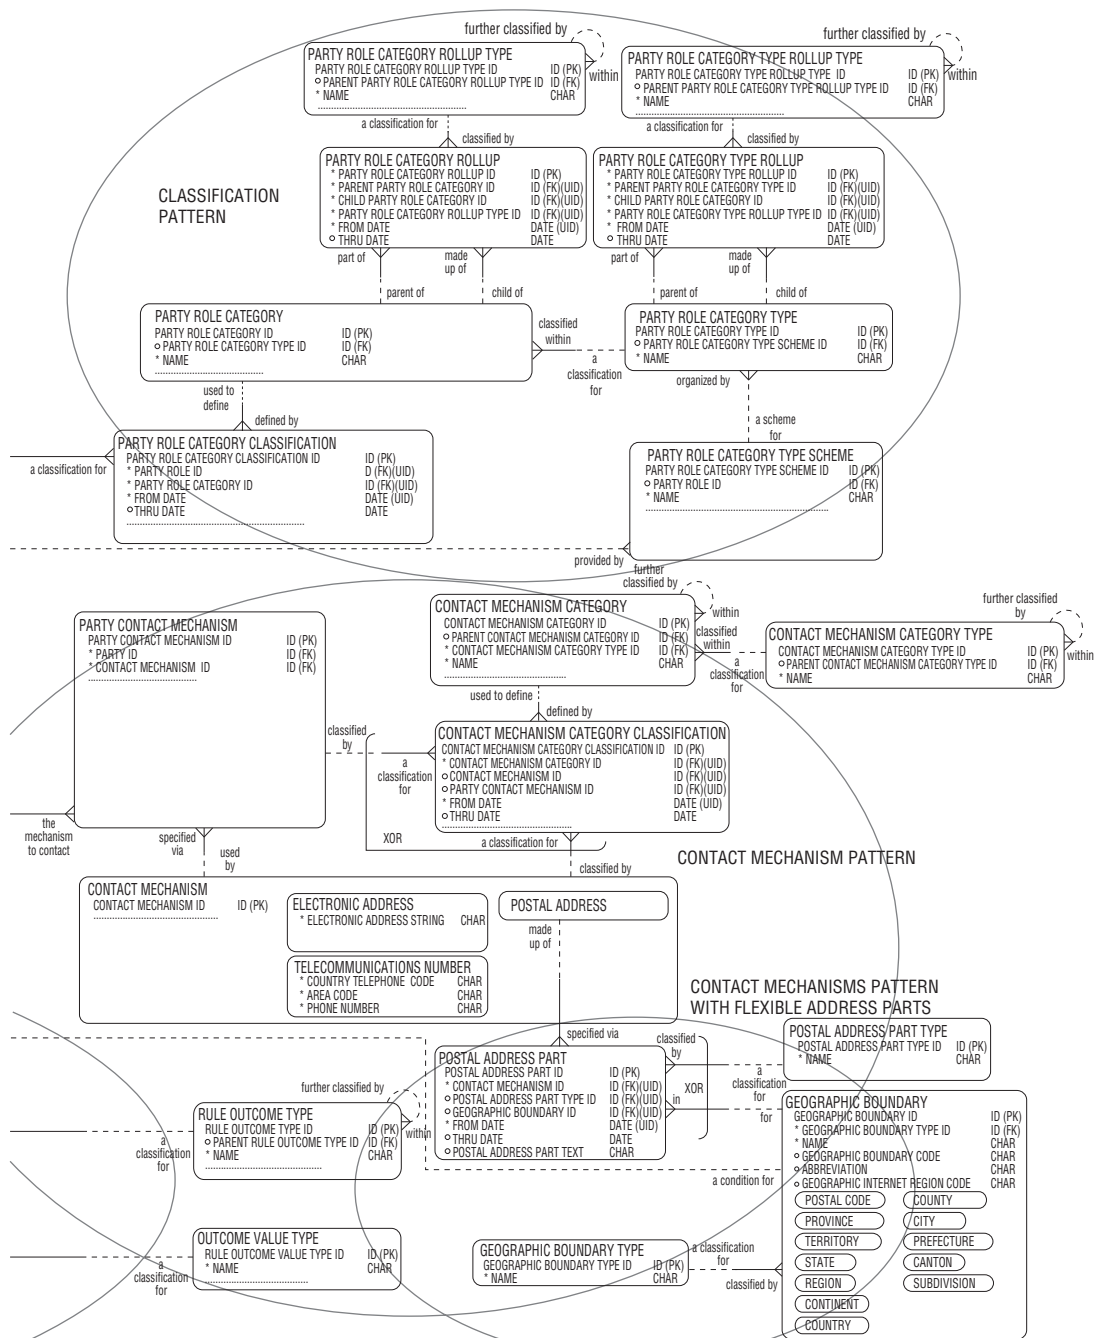 further classified by
PARTY ROLE CATEGORY ROLLUP TYPE
PARTY ROLE CATEGORY ROLLUP TYPE ID ID (PK)
PARENT PARTY ROLE CATEGORY ROLLUP TYPE ID ID (FK)
* NAME CHAR
within
a classification for
classified by
further classified by
PARTY ROLE CATEGORY TYPE ROLLUP TYPE
PARTY ROLE CATEGORY TYPE ROLLUP TYPE ID ID (PK)
PARENT PARTY ROLE CATEGORY TYPE ROLLUP TYPE ID ID (FK)
* NAME CHAR
within
a classification for
classified by
CLASSIFICATION
PATTERN
PARTY ROLE CATEGORY ROLLUP
* PARTY ROLE CATEGORY ROLLUP ID ID (PK)
* PARENT PARTY ROLE CATEGORY ID ID (FK)(UID)
* CHILD PARTY ROLE CATEGORY ID ID (FK)(UID)
* PARTY ROLE CATEGORY ROLLUP TYPE ID ID (FK)(UID)
* FROM DATE DATE (UID)
THRU DATE DATE
part of
made
up of
parent of
child of
PARTY ROLE CATEGORY TYPE ROLLUP
* PARTY ROLE CATEGORY TYPE ROLLUP ID ID (PK)
* PARENT PARTY ROLE CATEGORY TYPE ID ID (FK)(UID)
* CHILD PARTY ROLE CATEGORY ID ID (FK)(UID)
* PARTY ROLE CATEGORY TYPE ROLLUP TYPE ID ID (FK)(UID)
* FROM DATE DATE (UID)
THRU DATE DATE
part of
made
up of
parent of
child of
PARTY ROLE CATEGORY
PARTY ROLE CATEGORY ID ID (PK)
PARTY ROLE CATEGORY TYPE ID ID (FK)
* NAME CHAR
classified
within
a
classification
for
PARTY ROLE CATEGORY TYPE
PARTY ROLE CATEGORY TYPE ID ID (PK)
PARTY ROLE CATEGORY TYPE SCHEME ID ID (FK)
* NAME CHAR
used to
define
defined by
organized by
a scheme
for
PARTY ROLE CATEGORY CLASSIFICATION
PARTY ROLE CATEGORY CLASSIFICATION ID ID (PK)
* PARTY ROLE ID D (FK)(UID)
* PARTY ROLE CATEGORY ID ID (FK)(UID)
* FROM DATE DATE (UID)
THRU DATE DATE
a classification for
PARTY ROLE CATEGORY TYPE SCHEME
PARTY ROLE CATEGORY TYPE SCHEME ID ID (PK)
PARTY ROLE ID ID (FK)
* NAME CHAR
provided by
further
classified by
CONTACT MECHANISM CATEGORY
CONTACT MECHANISM CATEGORY ID ID (PK)
PARENT CONTACT MECHANISM CATEGORY ID ID (FK)
* CONTACT MECHANISM CATEGORY TYPE ID ID (FK)
* NAME CHAR
within
classified
within
a
classification
for
further classified
by
CONTACT MECHANISM CATEGORY TYPE
CONTACT MECHANISM CATEGORY TYPE ID ID (PK)
PARENT CONTACT MECHANISM CATEGORY TYPE ID ID (FK)
* NAME CHAR
within
PARTY CONTACT MECHANISM
PARTY CONTACT MECHANISM ID ID (PK)
* PARTY ID ID (FK)
* CONTACT MECHANISM ID ID (FK)
used to define
defined by
classified
by
a
classification
for
CONTACT MECHANISM CATEGORY CLASSIFICATION
CONTACT MECHANISM CATEGORY CLASSIFICATION ID ID (PK)
* CONTACT MECHANISM CATEGORY ID ID (FK)(UID)
CONTACT MECHANISM ID ID (FK)(UID)
PARTY CONTACT MECHANISM ID ID (FK)(UID)
* FROM DATE DATE (UID)
THRU DATE DATE
the
mechanism
to contact
specified
via
used
by
XOR
a classification for
classified by
CONTACT MECHANISM PATTERN
CONTACT MECHANISM
CONTACT MECHANISM ID ID (PK)
ELECTRONIC ADDRESS
* ELECTRONIC ADDRESS STRING CHAR
POSTAL ADDRESS
made
up of
TELECOMMUNICATIONS NUMBER
* COUNTRY TELEPHONE CODE CHAR
* AREA CODE CHAR
* PHONE NUMBER CHAR
CONTACT MECHANISMS PATTERN
WITH FLEXIBLE ADDRESS PARTS
specified via
classified
by
POSTAL ADDRESS PART
POSTAL ADDRESS PART ID ID (PK)
* CONTACT MECHANISM ID ID (FK)(UID)
POSTAL ADDRESS PART TYPE ID ID (FK)(UID)
GEOGRAPHIC BOUNDARY ID ID (FK)(UID)
* FROM DATE DATE (UID)
THRU DATE DATE
POSTAL ADDRESS PART TEXT CHAR
XOR
in
a
classification
for
for
POSTAL ADDRESS PART TYPE
POSTAL ADDRESS PART TYPE ID ID (PK)
* NAME CHAR
further classified by
RULE OUTCOME TYPE
RULE OUTCOME TYPE ID ID (PK)
PARENT RULE OUTCOME TYPE ID ID (FK)
* NAME CHAR
within
a
classification
for
a condition for
GEOGRAPHIC BOUNDARY
GEOGRAPHIC BOUNDARY ID ID (PK)
* GEOGRAPHIC BOUNDARY TYPE ID ID (FK)
* NAME CHAR
GEOGRAPHIC BOUNDARY CODE CHAR
ABBREVIATION CHAR
GEOGRAPHIC INTERNET REGION CODE CHAR
POSTAL CODE COUNTY
PROVINCE CITY
TERRITORY PREFECTURE
STATE CANTON
REGION SUBDIVISION
CONTINENT
COUNTRY
OUTCOME VALUE TYPE
RULE OUTCOME VALUE TYPE ID ID (PK)
* NAME CHAR
a
classification
for
GEOGRAPHIC BOUNDARY TYPE
GEOGRAPHIC BOUNDARY TYPE ID ID (PK)
* NAME CHAR
a classification
for
classified by